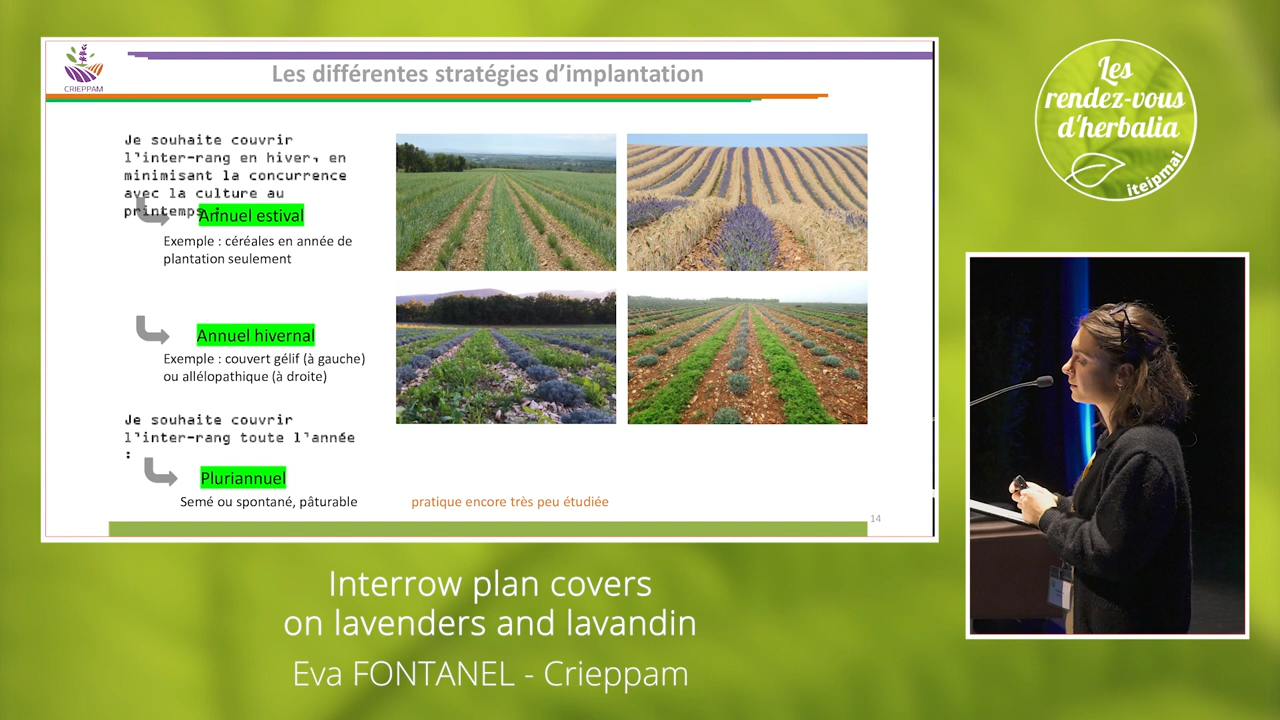 CRIEPPAM
Les différentes stratégies d'implantation
Je souhaite couvrir
l'inter-rang en hiver, en
minimisant la concurrence
avec la culture au
printemps :
Annuel estival
Exemple : céréales en année de
plantation seulement
Annuel hivernal
Exemple : couvert gélif (à gauche)
ou allélopathique (à droite)
Je souhaite couvrir
l'inter-rang toute l'année
:
Pluriannuel
Semé ou spontané, pâturable
pratique encore très peu étudiée
14
Les
rendez-vous
d'herbalia
iteipmai
Interrow plan covers
on lavenders and lavandin
Eva FONTANEL - Crieppam